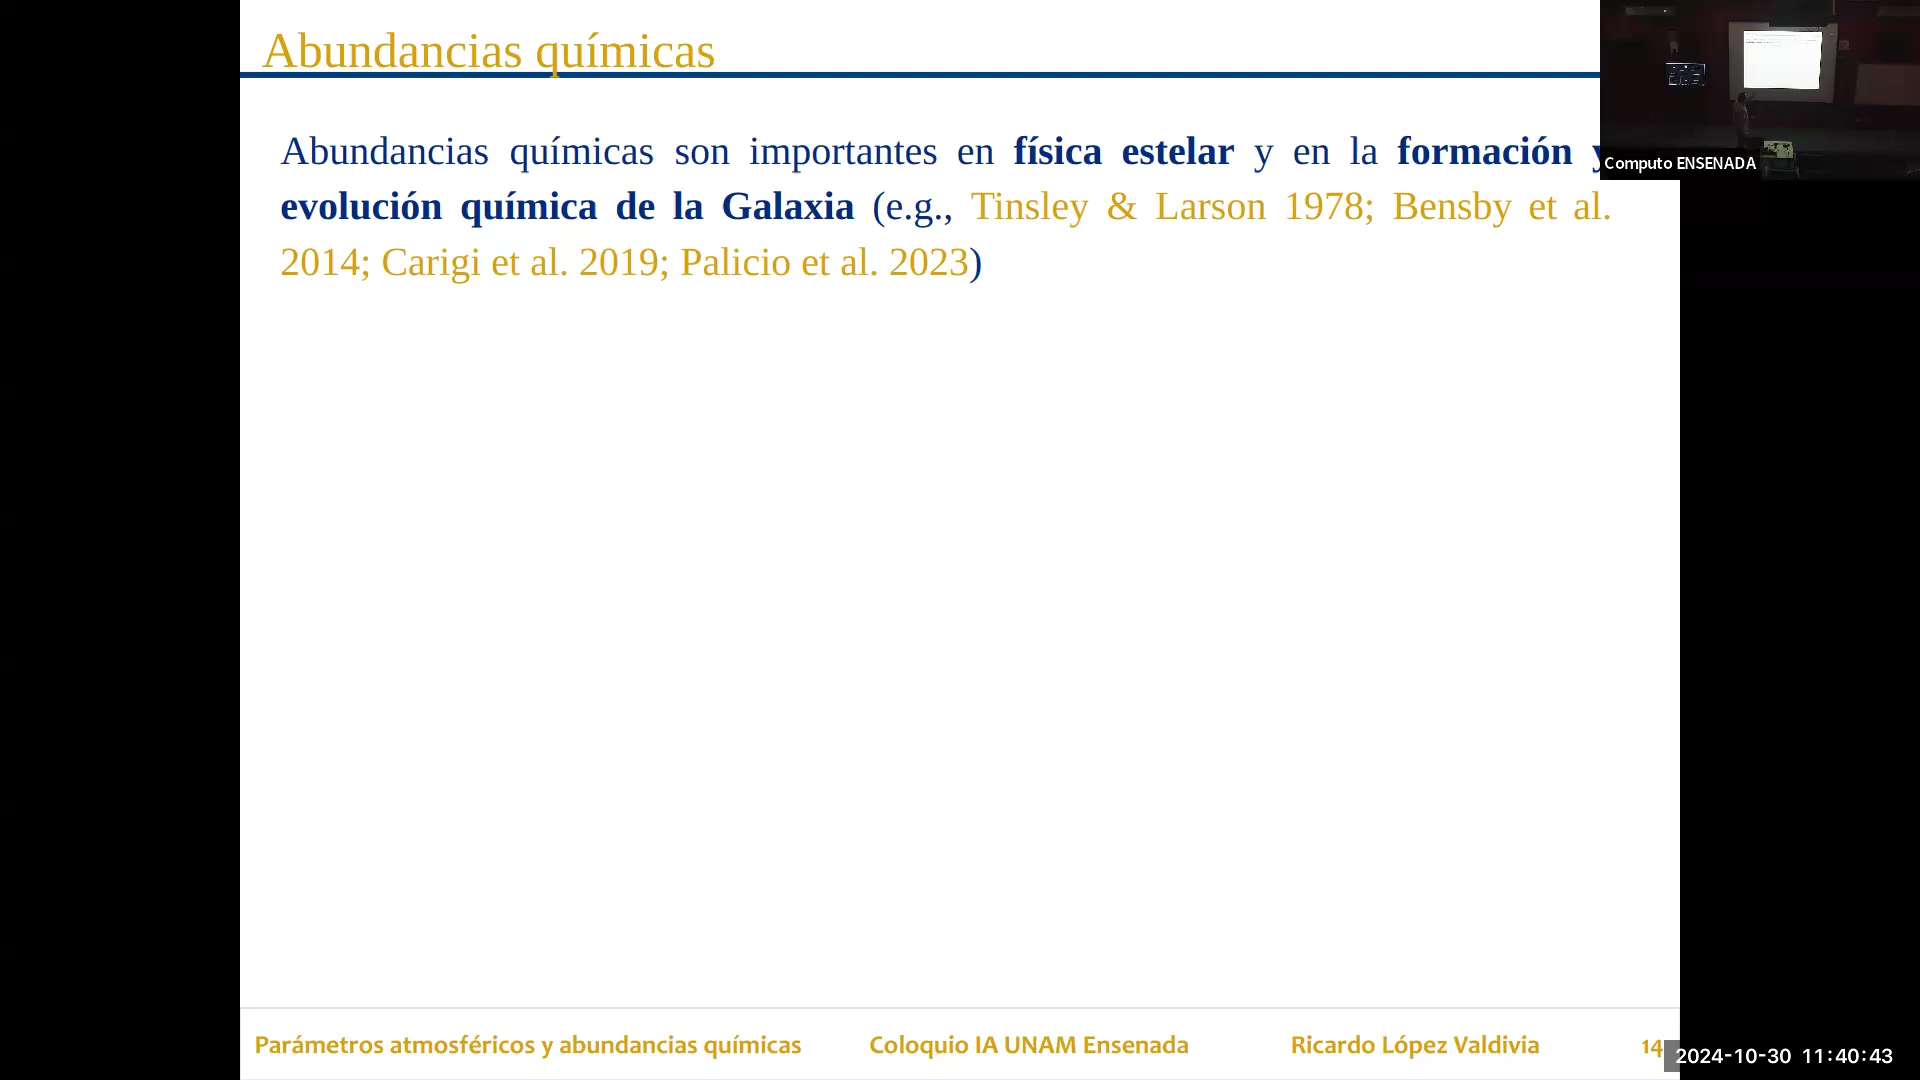 Abundancias químicas
Abundancias químicas son importantes en física estelar y en la formación y
evolución química de la Galaxia (e.g., Tinsley & Larson 1978; Bensby et al.
2014; Carigi et al. 2019; Palicio et al. 2023)
Computo ENSENADA
Parámetros atmosféricos y abundancias químicas Coloquio IA UNAM Ensenada Ricardo López Valdivia 14
2024-10-30 11:40:43